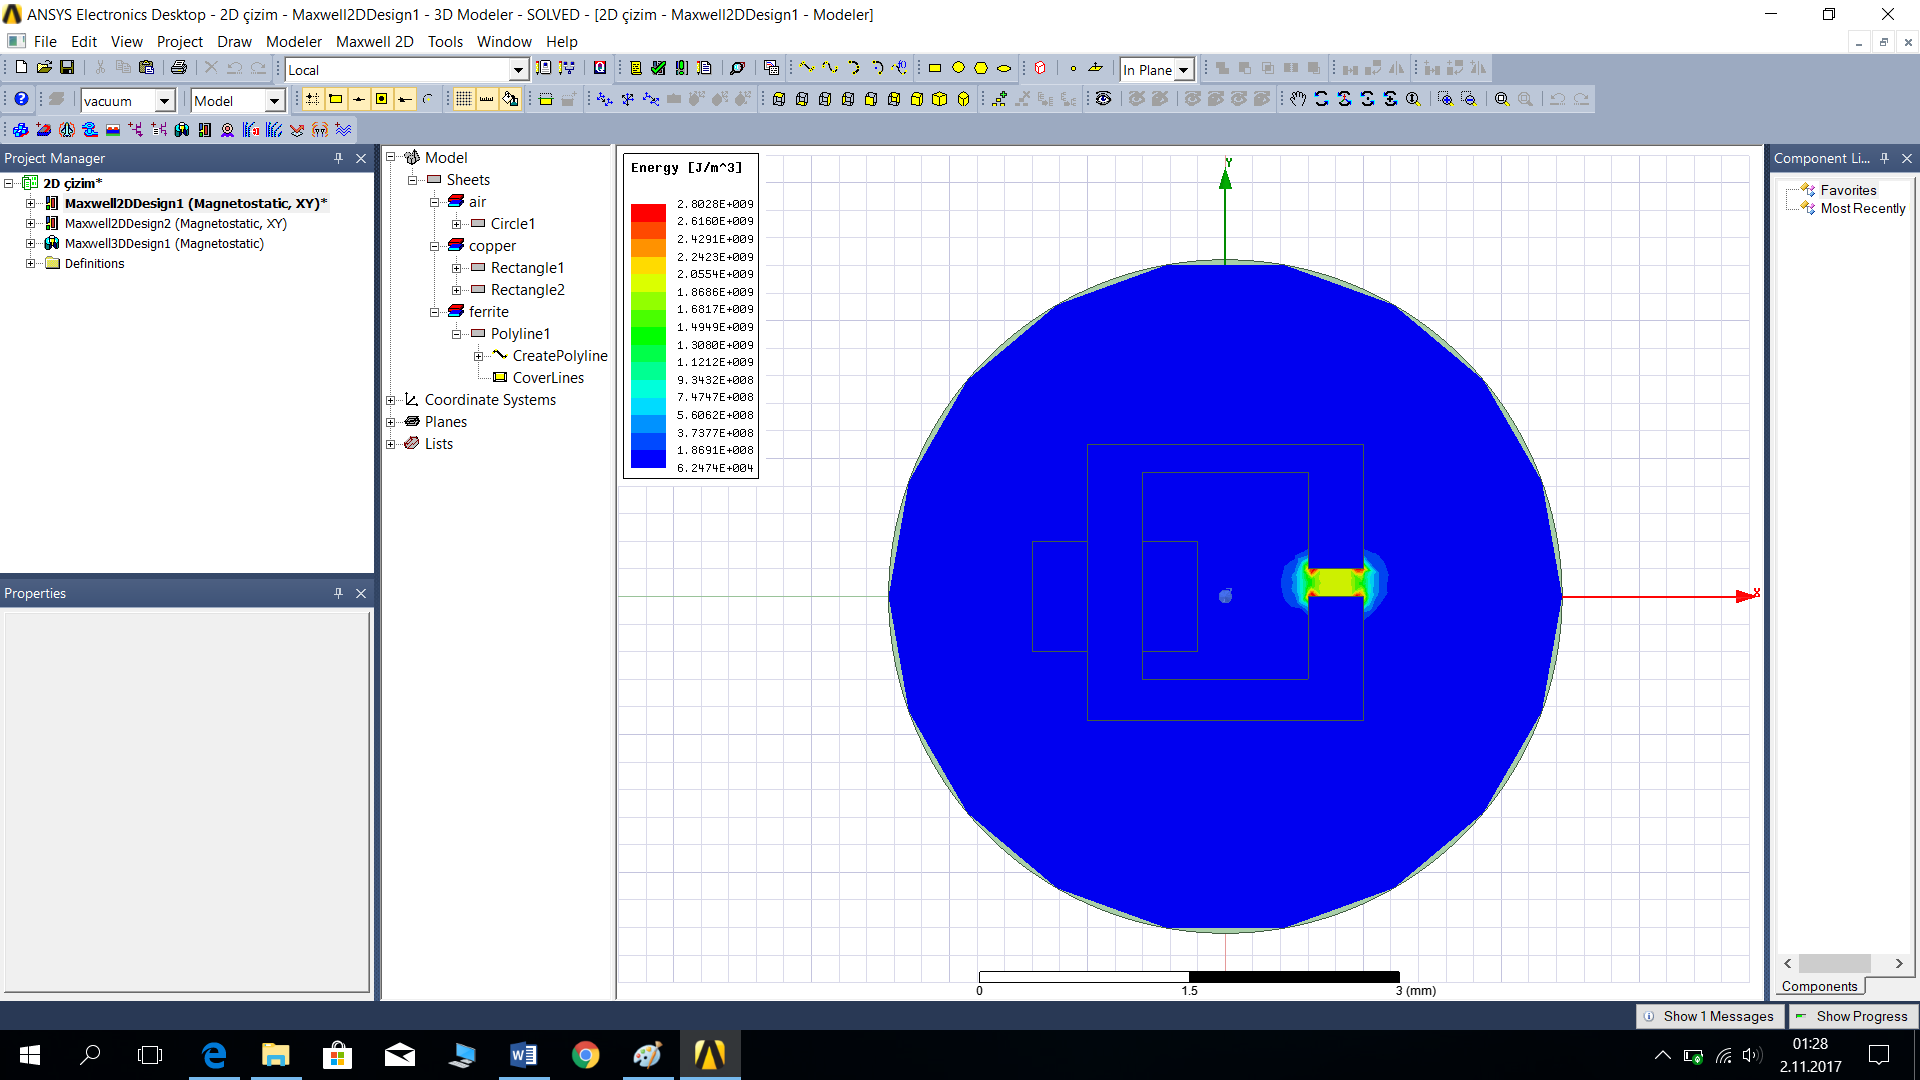 ANSYS Electronics Desktop - 2D çizim - Maxwell2DDesign1 - 3D Modeler - SOLVED - [2D çizim - Maxwell2DDesign1 - Modeler]
File Edit View Project Draw Modeler Maxwell 2D Tools Window Help
Local
In Plane
vacuum
Model
Project Manager
2D çizim*
Maxwell2DDesign1 (Magnetostatic, XY)*
Maxwell2DDesign2 (Magnetostatic, XY)
Maxwell3DDesign1 (Magnetostatic)
Definitions
Properties
Model
Sheets
air
Circle1
copper
Rectangle1
Rectangle2
ferrite
Polyline1
CreatePolyline
CoverLines
Coordinate Systems
Planes
Lists
Energy [J/m^3]
2.8028E+009
2.6160E+009
2.4291E+009
2.2423E+009
2.0554E+009
1.8686E+009
1.6817E+009
1.4949E+009
1.3080E+009
1.1212E+009
9.3432E+008
7.4747E+008
5.6062E+008
3.7377E+008
1.8691E+008
6.2474E+004
Y
X
0 1.5 3 (mm)
Component Li...
Favorites
Most Recently
Components
Show 1 Messages
Show Progress
01:28
2.11.2017